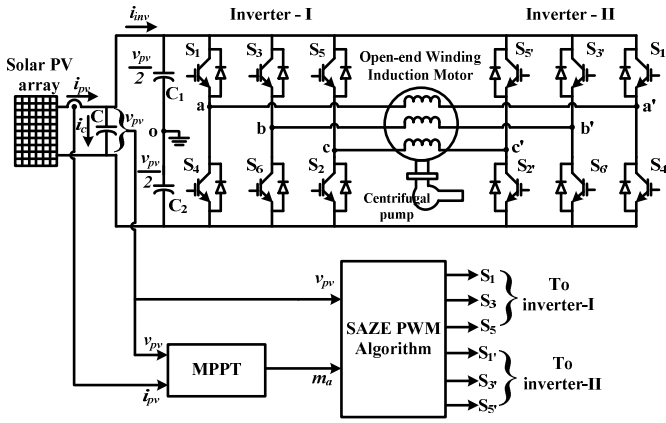 Inverter - I
Inverter - II
i_inv
Solar PV
array
i_pv
i_c
C
v_pv
v_pv
2
C1
o
v_pv
2
C2
S1
S3
S5
S4
S6
S2
a
b
c
Open-end Winding
Induction Motor
Centrifugal
pump
S5'
S3'
S1
S2'
S6'
S4
a'
b'
c'
v_pv
v_pv
i_pv
MPPT
m_a
SAZE PWM
Algorithm
S1
S3
S5
S1'
S3'
S5'
To
inverter-I
To
inverter-II